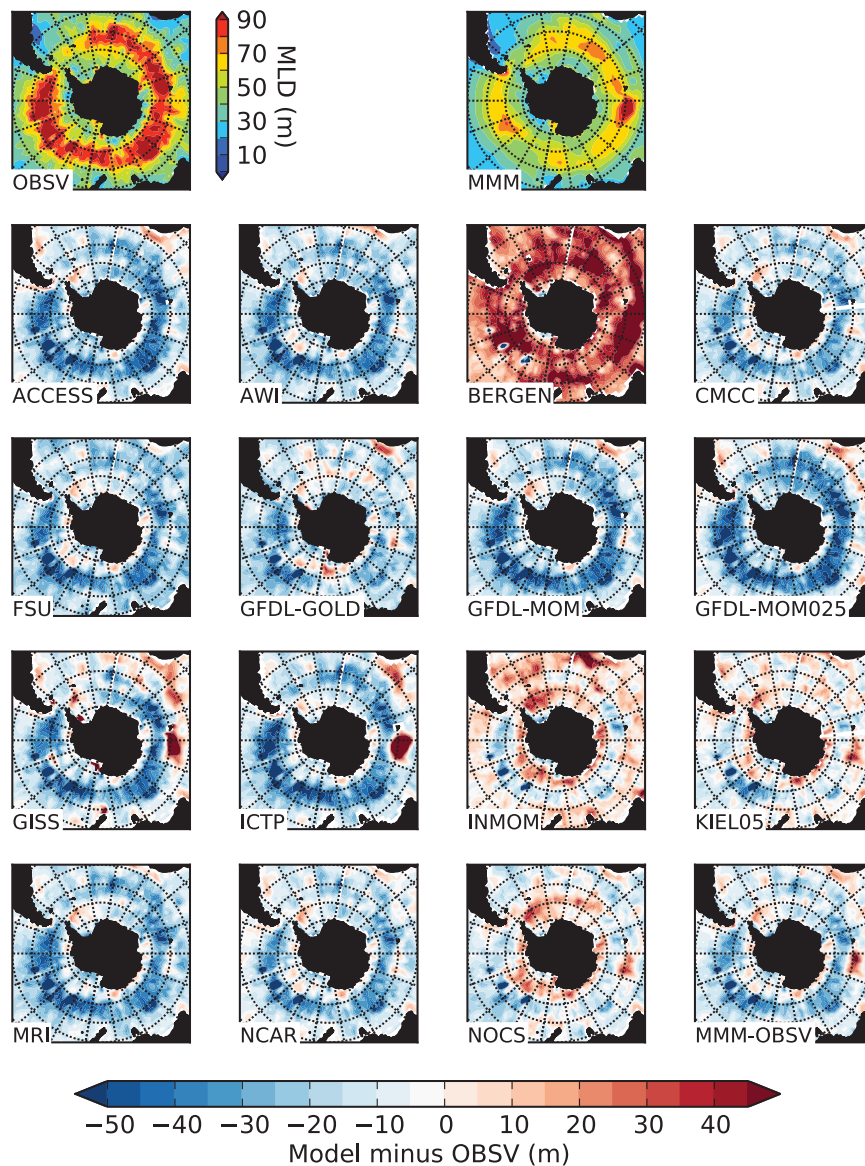 90
70
50
30
10
MLD (m)
OBSV
MMM
ACCESS
AWI
BERGEN
CMCC
FSU
GFDL-GOLD
GFDL-MOM
GFDL-MOM025
GISS
ICTP
INMOM
KIEL05
MRI
NCAR
NOCS
MMM-OBSV
−50 −40 −30 −20 −10 0 10 20 30 40
Model minus OBSV (m)